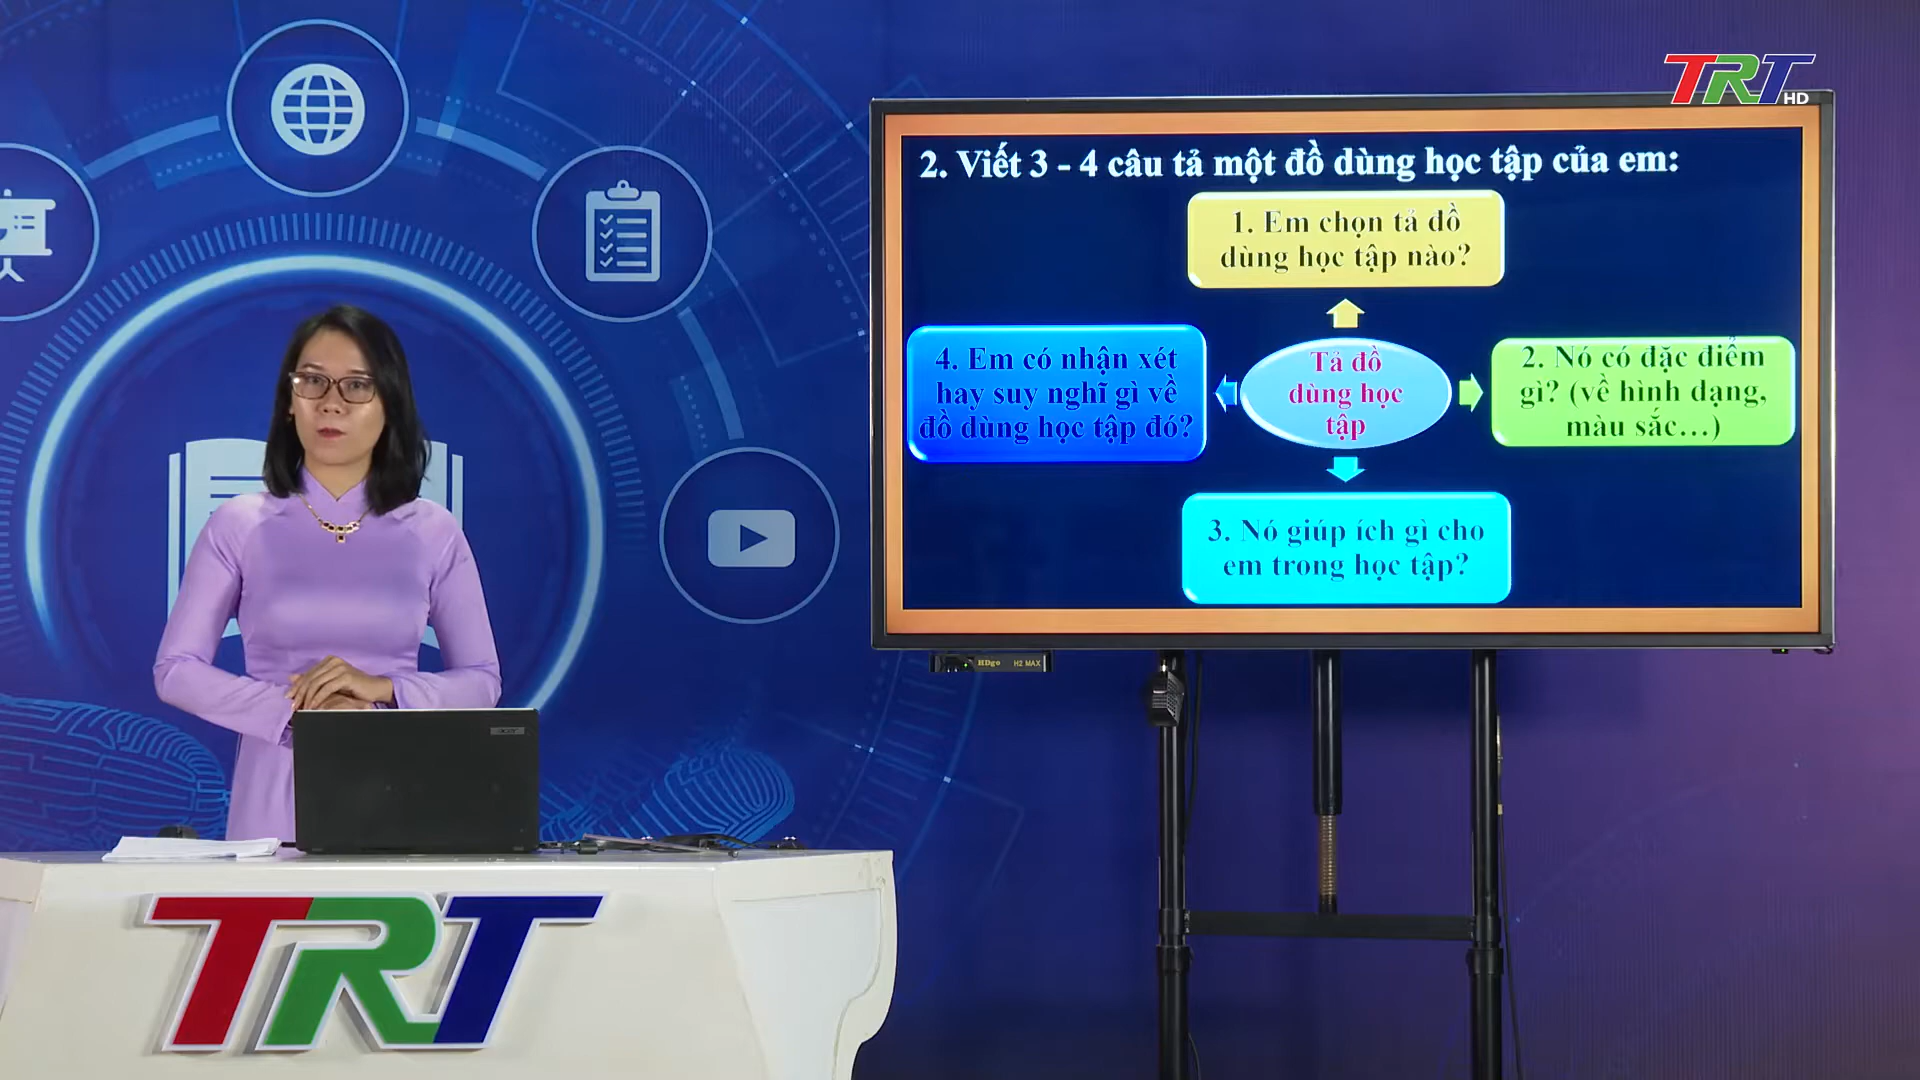 TRT HD
2. Viết 3 - 4 câu tả một đồ dùng học tập của em:
1. Em chọn tả đồ
dùng học tập nào?
4. Em có nhận xét
hay suy nghĩ gì về
đồ dùng học tập đó?
Tả đồ
dùng học
tập
2. Nó có đặc điểm
gì? (về hình dạng,
màu sắc...)
3. Nó giúp ích gì cho
em trong học tập?
HDgo H2 MAX
acer
TRT